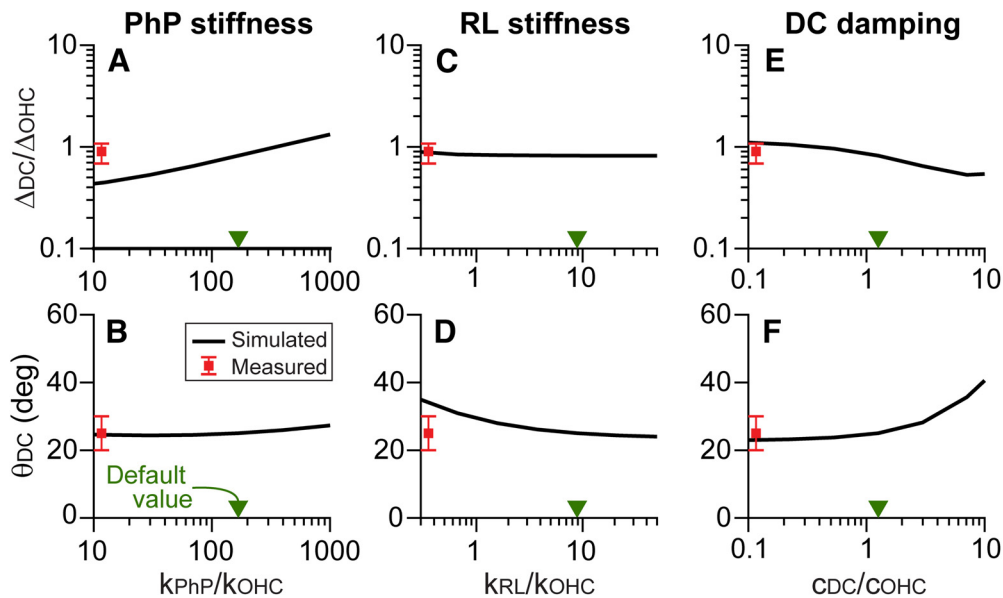 PhP stiffness RL stiffness DC damping
A C E
ΔDC/ΔOHC
10 10 10
1 1 1
0.1 0.1 0.1
10 100 1000 1 10 0.1 1 10
B D F
θDC (deg)
60 60 60
Simulated
Measured
40 40 40
20 20 20
Default
value
0 0 0
10 100 1000 1 10 0.1 1 10
kPhP/kOHC kRL/kOHC cDC/cOHC